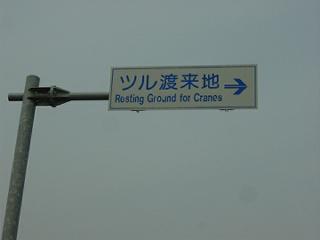 ツル渡来地 →
Resting Ground for Cranes